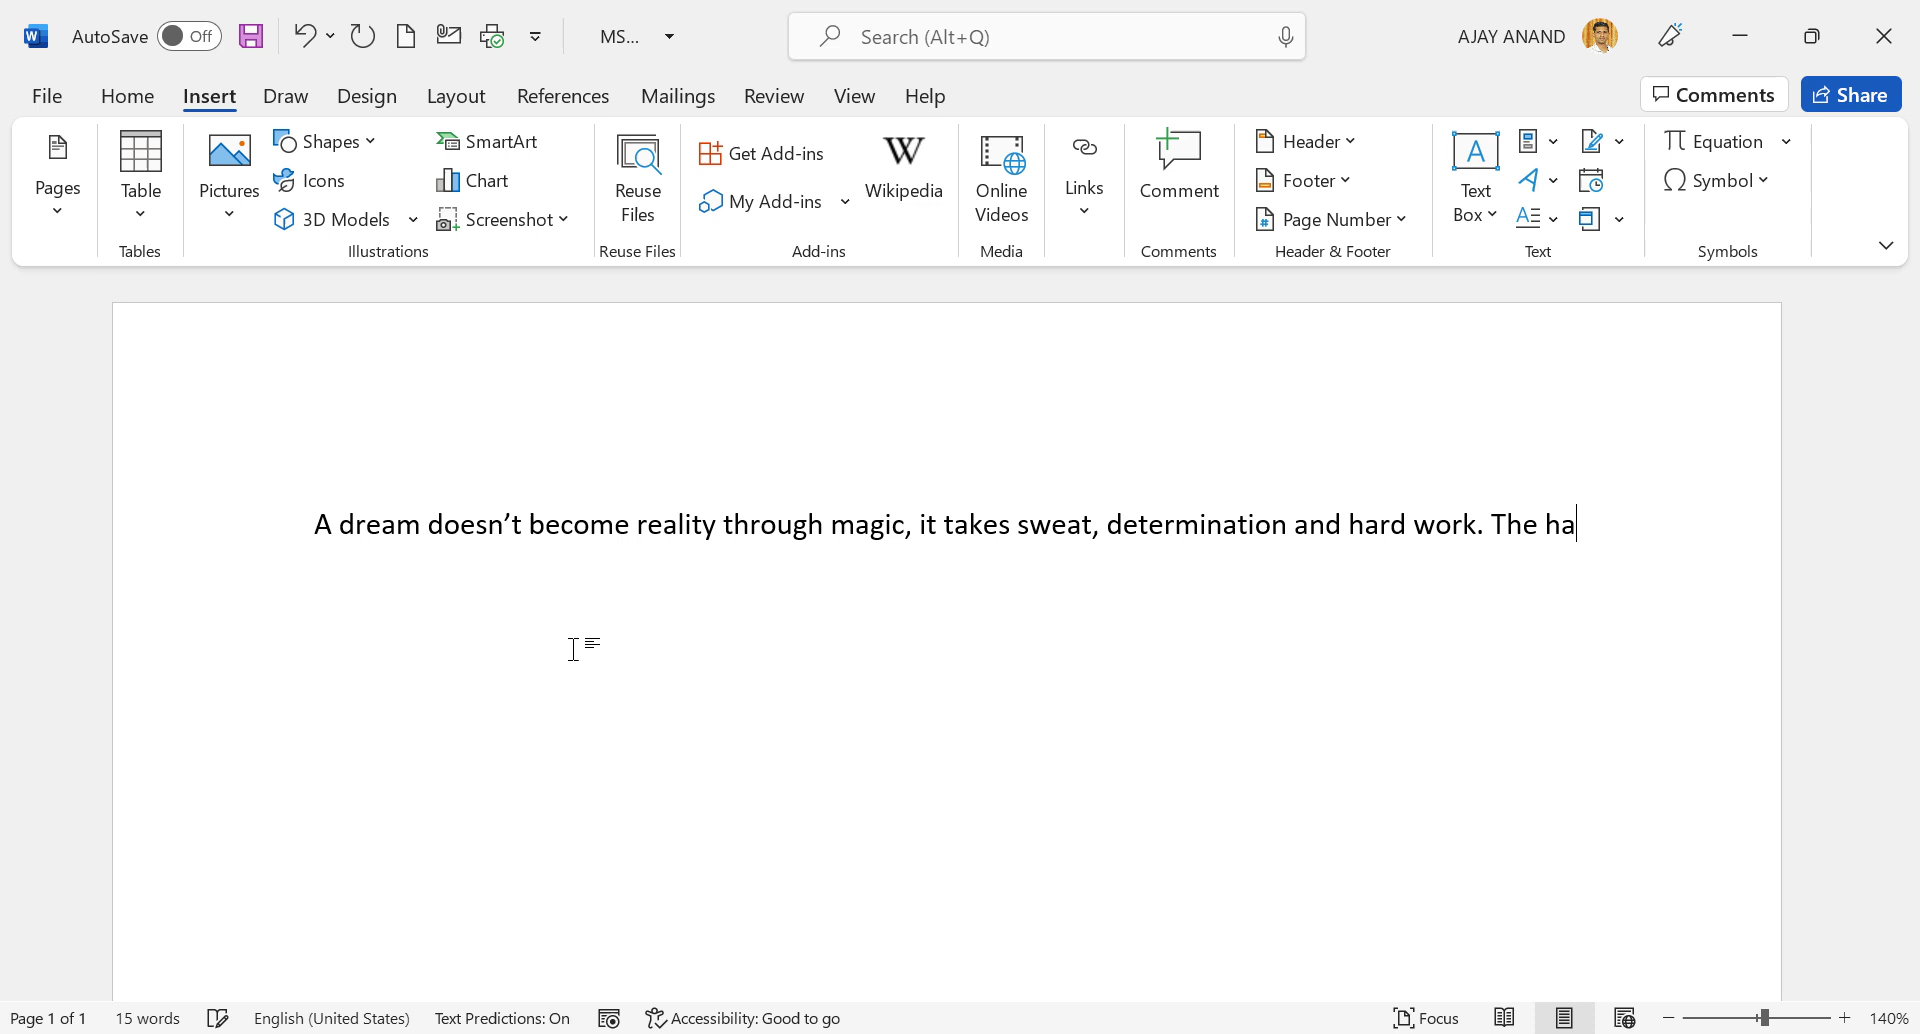 AutoSave Off MS... Search (Alt+Q) AJAY ANAND
File Home Insert Draw Design Layout References Mailings Review View Help Comments Share
Pages
Table
Tables
Pictures
Shapes
Icons
3D Models
SmartArt
Chart
Screenshot
Illustrations
Reuse
Files
Reuse Files
Get Add-ins
My Add-ins
W
Wikipedia
Add-ins
Online
Videos
Media
Links
Comment
Comments
Header
Footer
Page Number
Header & Footer
A
Text
Box
Text
Equation
Symbol
Symbols
A dream doesn’t become reality through magic, it takes sweat, determination and hard work. The ha
Page 1 of 1 15 words English (United States) Text Predictions: On Accessibility: Good to go Focus 140%